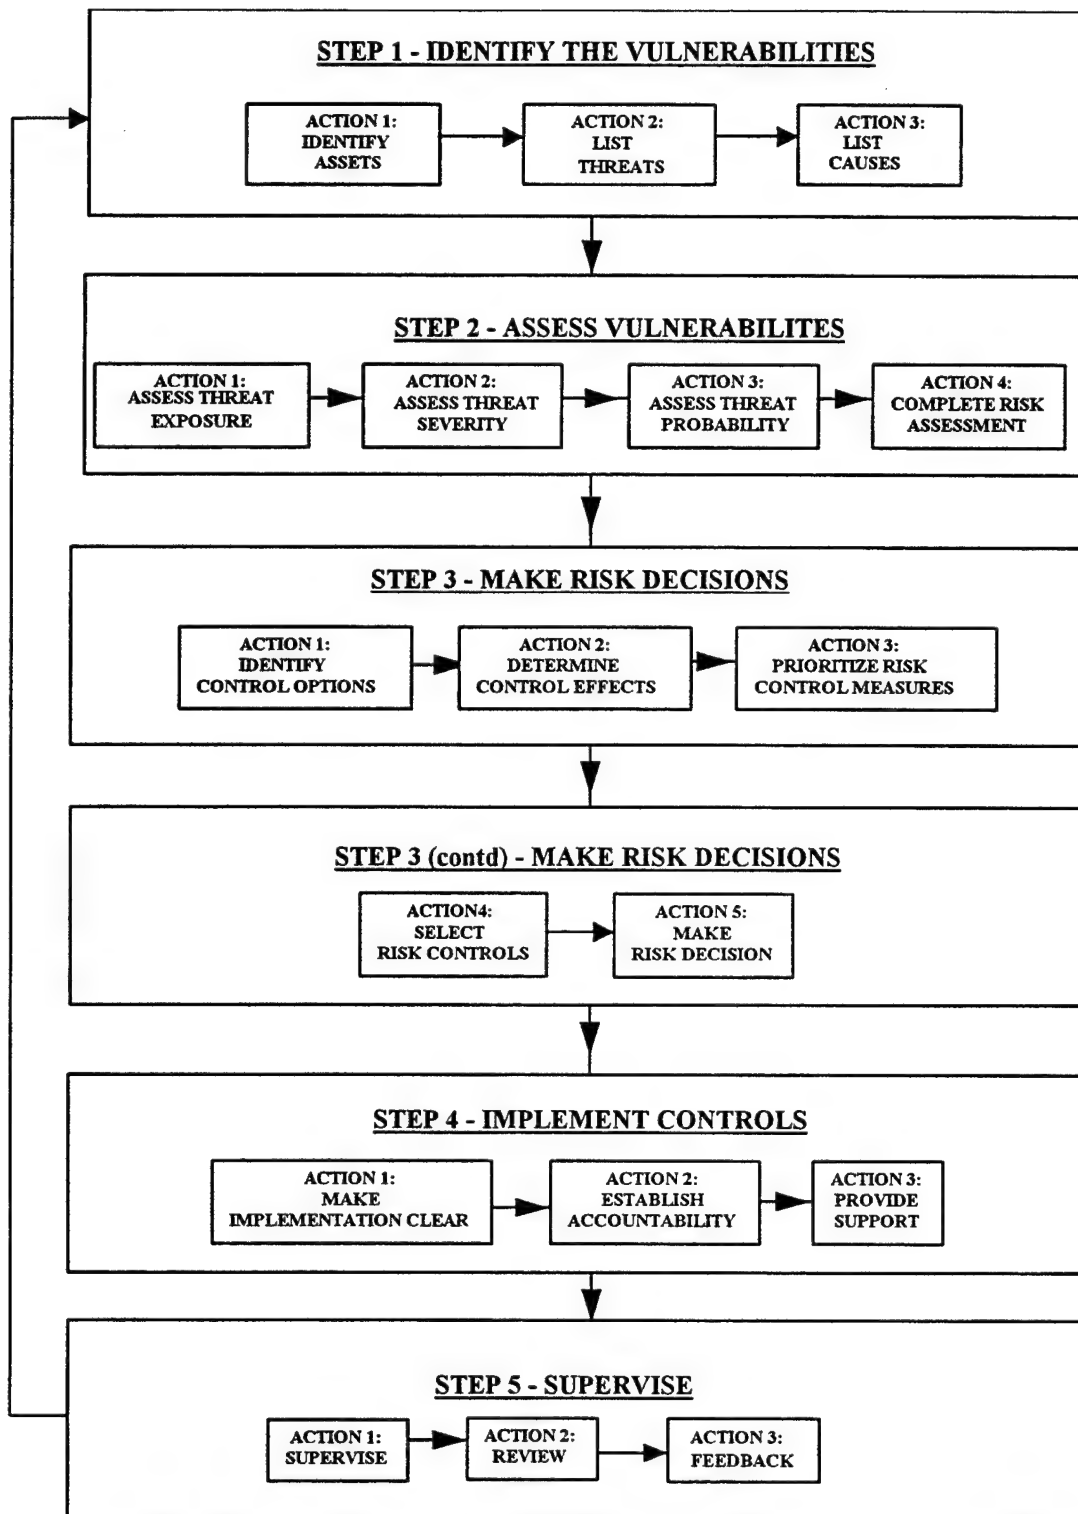 STEP 1 - IDENTIFY THE VULNERABILITIES
ACTION 1:
IDENTIFY
ASSETS
ACTION 2:
LIST
THREATS
ACTION 3:
LIST
CAUSES
STEP 2 - ASSESS VULNERABILITES
ACTION 1:
ASSESS THREAT
EXPOSURE
ACTION 2:
ASSESS THREAT
SEVERITY
ACTION 3:
ASSESS THREAT
PROBABILITY
ACTION 4:
COMPLETE RISK
ASSESSMENT
STEP 3 - MAKE RISK DECISIONS
ACTION 1:
IDENTIFY
CONTROL OPTIONS
ACTION 2:
DETERMINE
CONTROL EFFECTS
ACTION 3:
PRIORITIZE RISK
CONTROL MEASURES
STEP 3 (contd) - MAKE RISK DECISIONS
ACTION4:
SELECT
RISK CONTROLS
ACTION 5:
MAKE
RISK DECISION
STEP 4 - IMPLEMENT CONTROLS
ACTION 1:
MAKE
IMPLEMENTATION CLEAR
ACTION 2:
ESTABLISH
ACCOUNTABILITY
ACTION 3:
PROVIDE
SUPPORT
STEP 5 - SUPERVISE
ACTION 1:
SUPERVISE
ACTION 2:
REVIEW
ACTION 3:
FEEDBACK